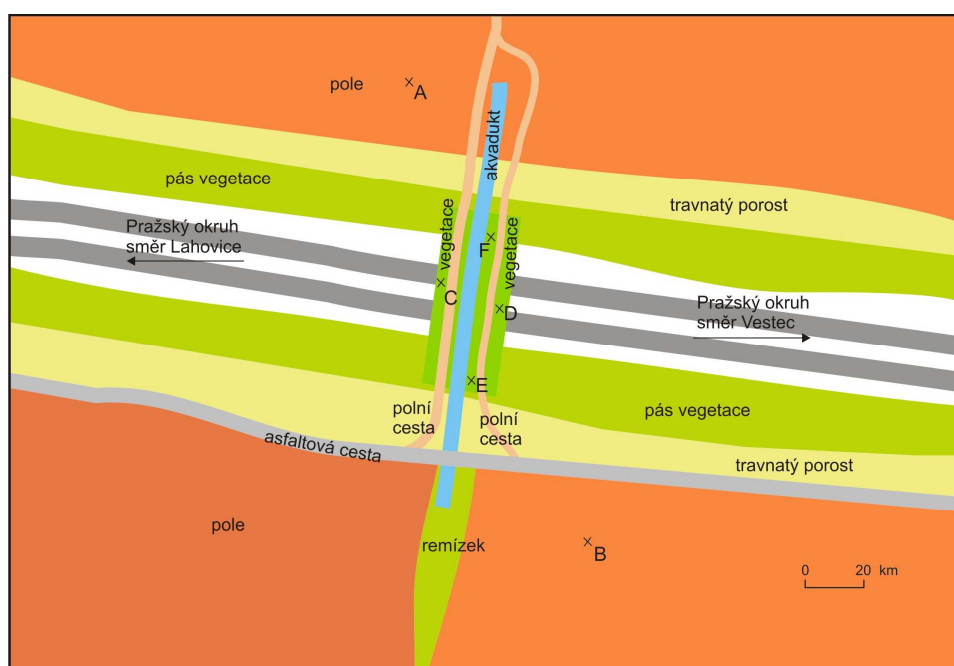 pole
A
akvadukt
pás vegetace
travnatý porost
Pražský okruh
směr Lahovice
vegetace
F
vegetace
C
D
Pražský okruh
směr Vestec
E
polní
cesta
polní
cesta
pás vegetace
asfaltová cesta
travnatý porost
pole
remízek
B
0 20 km